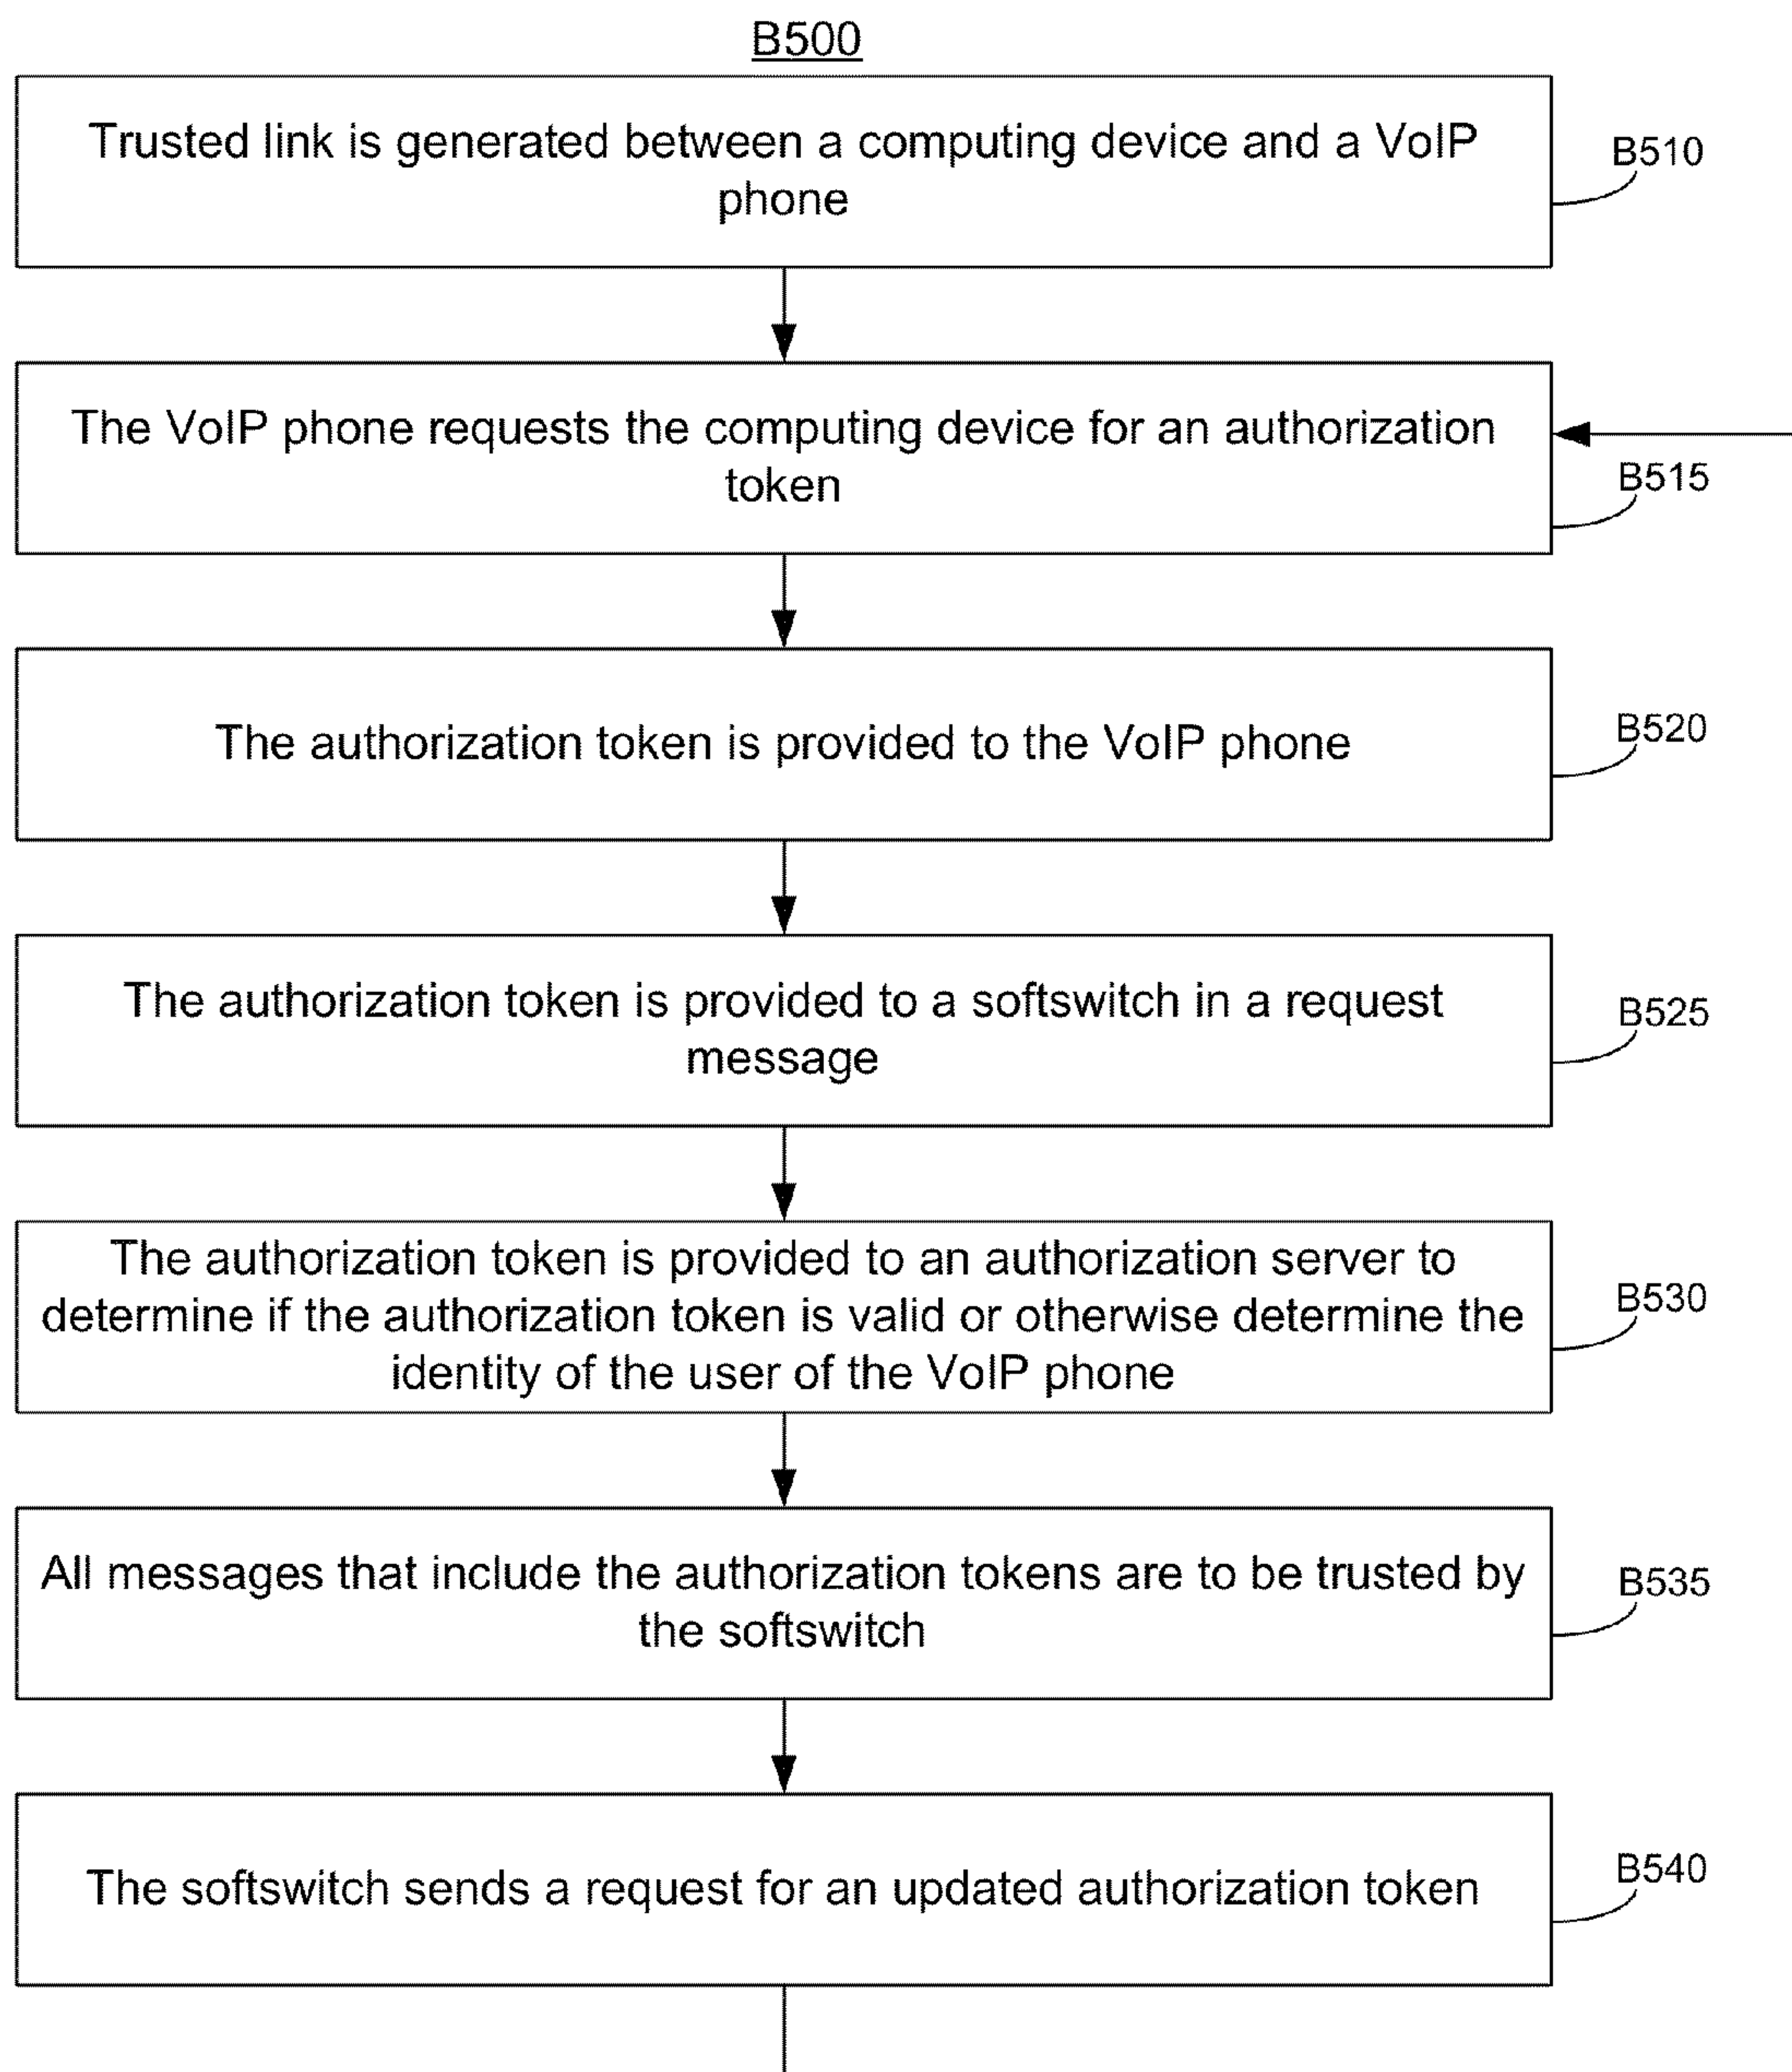 B500
Trusted link is generated between a computing device and a VoIP
phone
B510
The VoIP phone requests the computing device for an authorization
token
B515
The authorization token is provided to the VoIP phone
B520
The authorization token is provided to a softswitch in a request
message
B525
The authorization token is provided to an authorization server to
determine if the authorization token is valid or otherwise determine the
identity of the user of the VoIP phone
B530
All messages that include the authorization tokens are to be trusted by
the softswitch
B535
The softswitch sends a request for an updated authorization token
B540